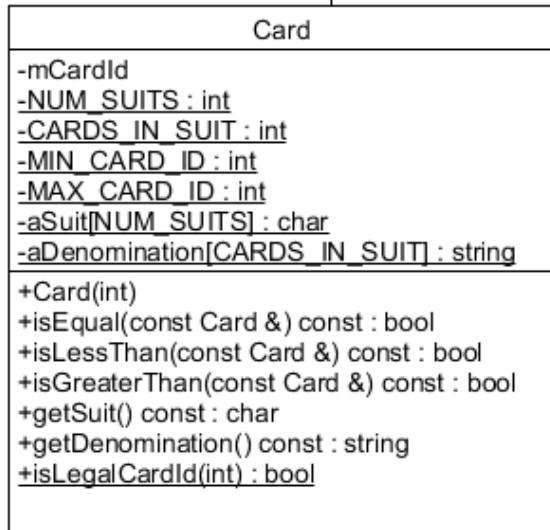 Card
-mCardId
-NUM_SUITS : int
-CARDS_IN_SUIT : int
-MIN_CARD_ID : int
-MAX_CARD_ID : int
-aSuit[NUM_SUITS] : char
-aDenomination[CARDS_IN_SUIT] : string
+Card(int)
+isEqual(const Card &) const : bool
+isLessThan(const Card &) const : bool
+isGreaterThan(const Card &) const : bool
+getSuit() const : char
+getDenomination() const : string
+isLegalCardId(int) : bool